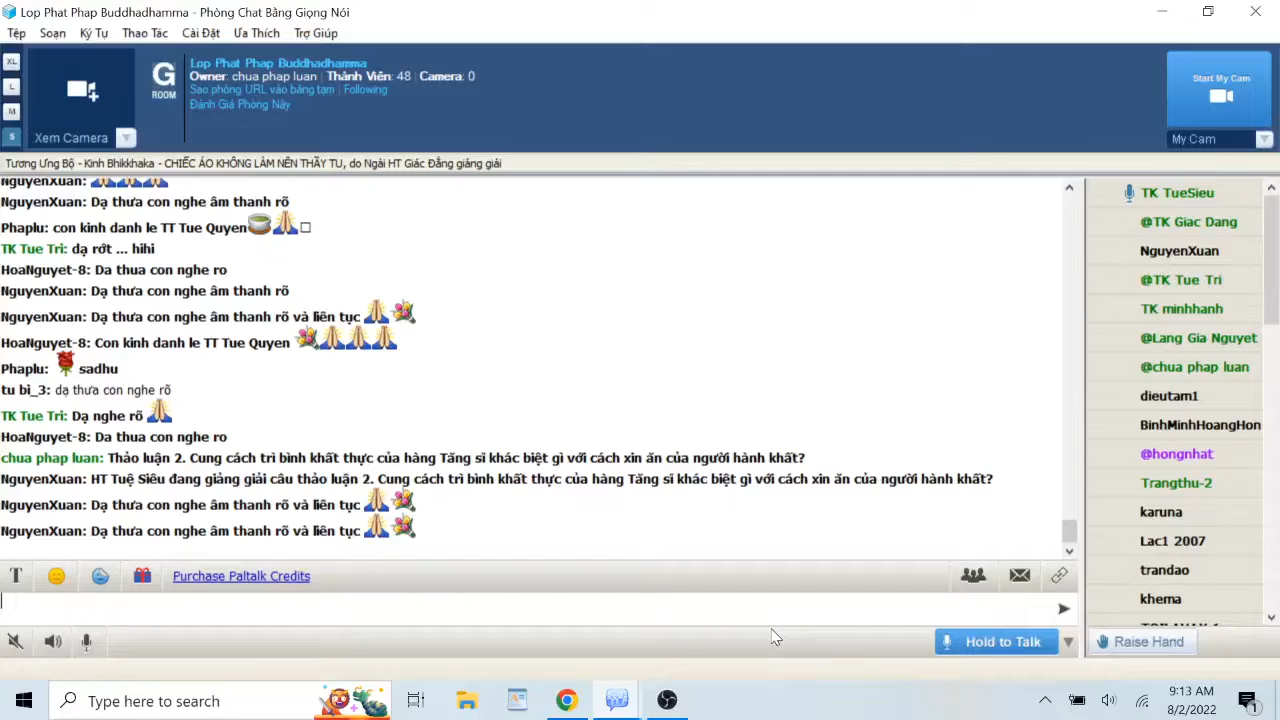 Lop Phat Phap Buddhadhamma - Phòng Chat Bằng Giọng Nói
Tệp Soạn Ký Tự Thao Tác Cài Đặt Ưa Thích Trợ Giúp
XL
L
M
S
Xem Camera
G
ROOM
Lop Phat Phap Buddhadhamma
Owner: chua phap luan | Thành Viên: 48 | Camera: 0
Sao phỏng URL vào bảng tạm | Following
Đánh Giá Phòng Này
Start My Cam
My Cam
Tương Ưng Bộ - Kinh Bhikkhaka - CHIẾC ÁO KHÔNG LÀM NÊN THẦY TU, do Ngài HT Giác Đẳng giảng giải
NguyenXuan:
NguyenXuan: Dạ thưa con nghe âm thanh rõ
Phaplu: con kinh danh le TT Tue Quyen
TK Tue Tri: dạ rớt ... hihi
HoaNguyet-8: Da thua con nghe ro
NguyenXuan: Dạ thưa con nghe âm thanh rõ
NguyenXuan: Dạ thưa con nghe âm thanh rõ và liên tục
HoaNguyet-8: Con kinh danh le TT Tue Quyen
Phaplu: sadhu
tu bi_3: dạ thưa con nghe rõ
TK Tue Tri: Dạ nghe rõ
HoaNguyet-8: Da thua con nghe ro
chua phap luan: Thảo luận 2. Cung cách trì bình khất thực của hàng Tăng sĩ khác biệt gì với cách xin ăn của người hành khất?
NguyenXuan: HT Tuệ Siêu đang giảng giải câu thảo luận 2. Cung cách trì bình khất thực của hàng Tăng sĩ khác biệt gì với cách xin ăn của người hành khất?
NguyenXuan: Dạ thưa con nghe âm thanh rõ và liên tục
NguyenXuan: Dạ thưa con nghe âm thanh rõ và liên tục
TK TueSieu
@TK Giac Dang
NguyenXuan
@TK Tue Tri
TK minhhanh
@Lang Gia Nguyet
@chua phap luan
dieutam1
BinhMinhHoangHon
@hongnhat
Trangthu-2
karuna
Lac1 2007
trandao
khema
T Purchase Paltalk Credits
Hold to Talk
Raise Hand
Type here to search
9:13 AM
8/2/2022
1